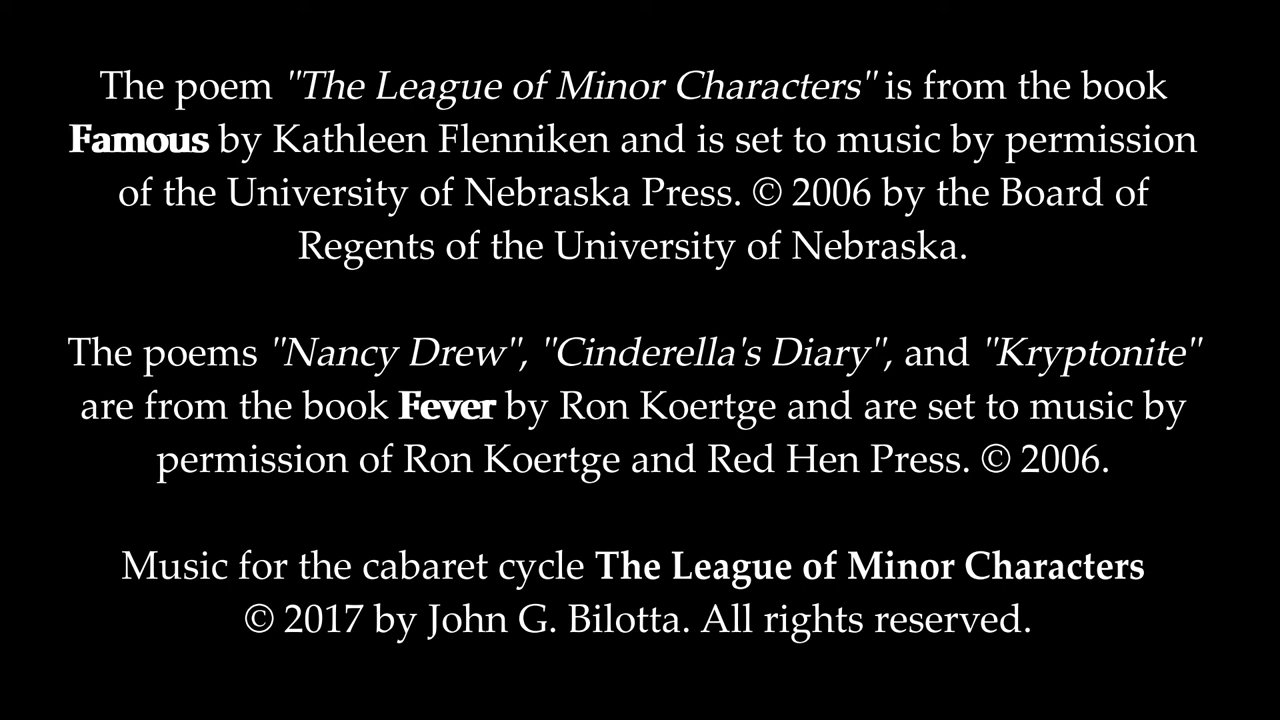 The poem "The League of Minor Characters" is from the book
Famous by Kathleen Flenniken and is set to music by permission
of the University of Nebraska Press. © 2006 by the Board of
Regents of the University of Nebraska.
The poems "Nancy Drew", "Cinderella's Diary", and "Kryptonite"
are from the book Fever by Ron Koertge and are set to music by
permission of Ron Koertge and Red Hen Press. © 2006.
Music for the cabaret cycle The League of Minor Characters
© 2017 by John G. Bilotta. All rights reserved.